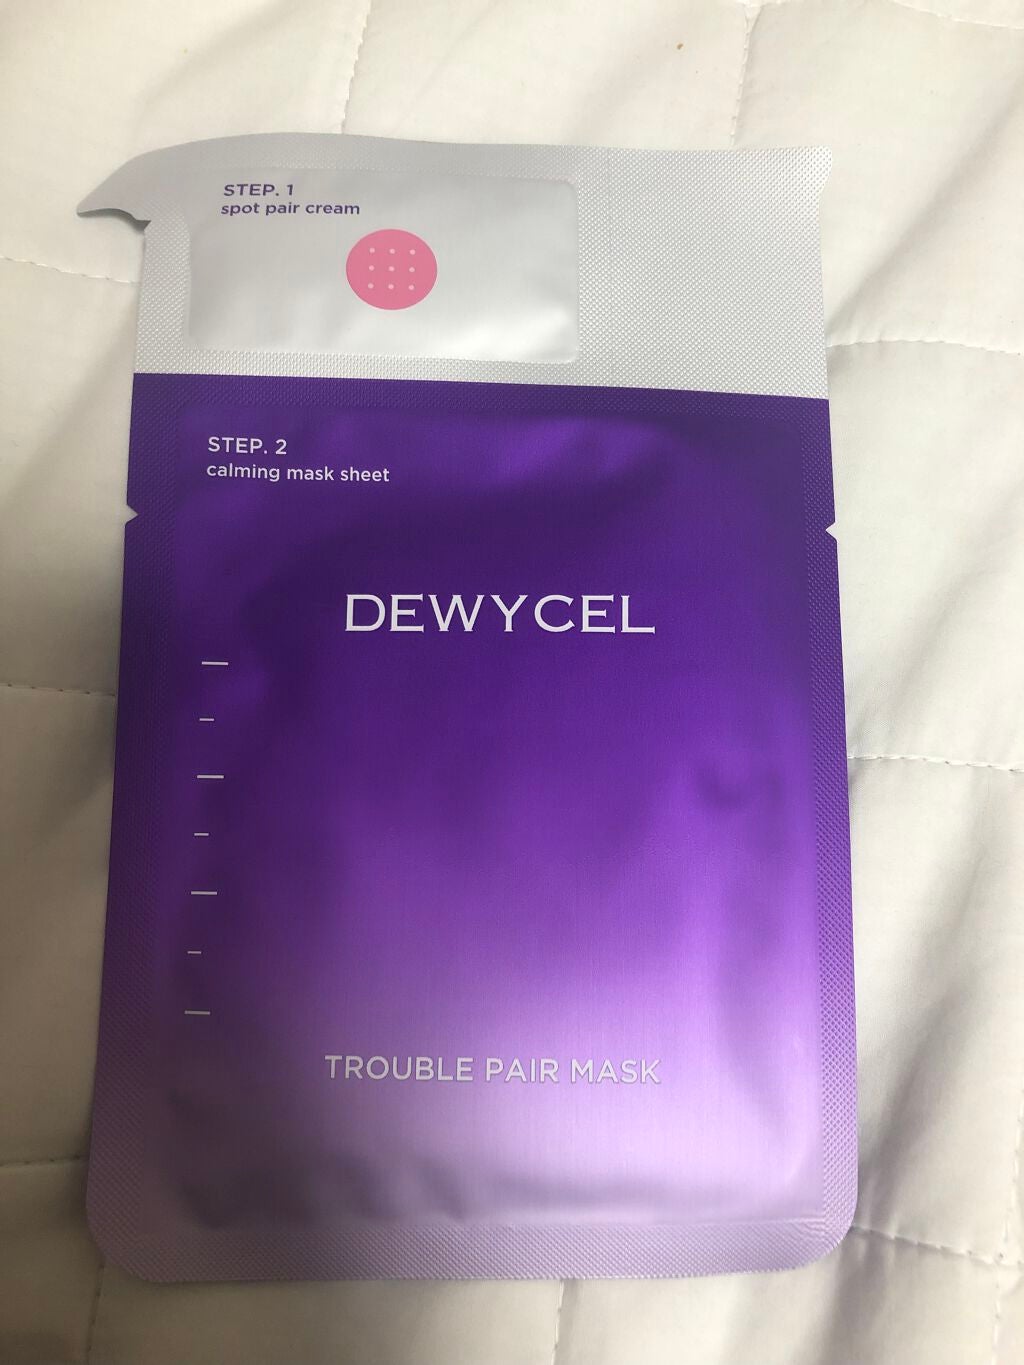 STEP. 1
spot pair cream
STEP. 2
calming mask sheet
DEWYCEL
TROUBLE PAIR MASK